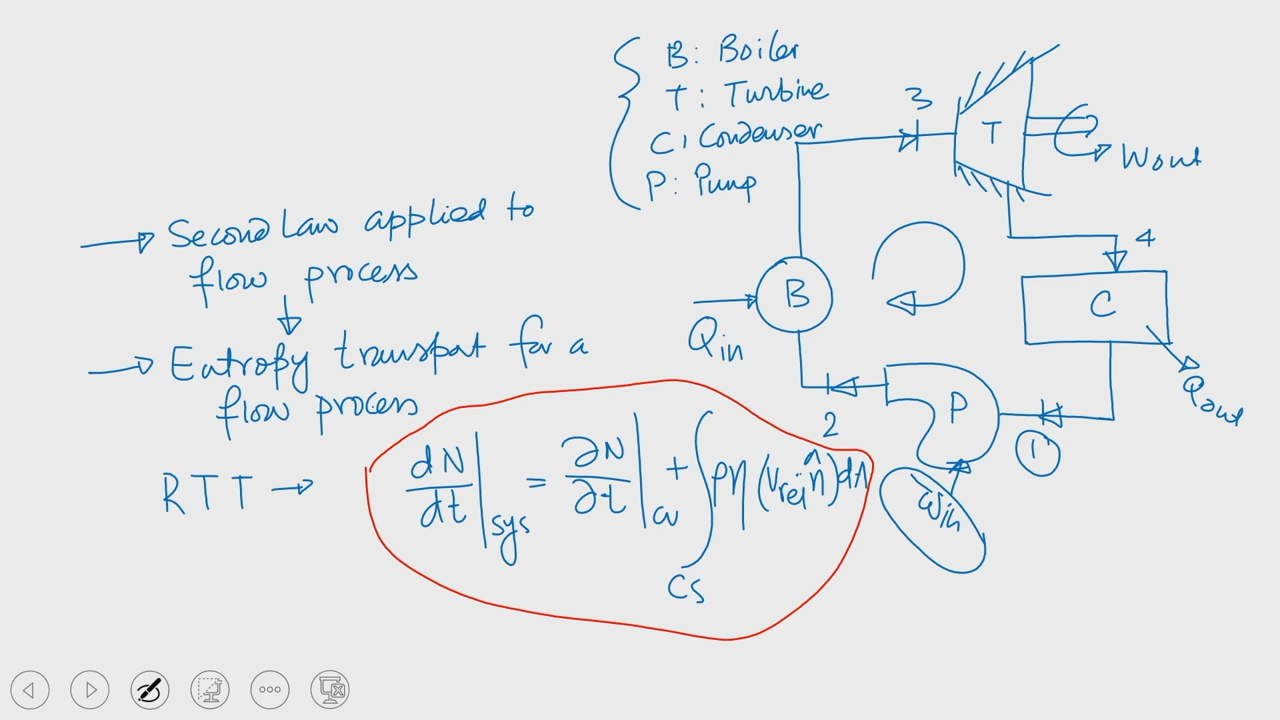 B: Boiler
T: Turbine
C: Condenser
P: Pump
→ Second Law applied to
flow process
→ Entropy transport for a
flow process
RTT → dN/dt|sys = ∂N/∂t|cv + ∫CS ρη (Vrel·n̂) dA
3
T
Wout
4
C
Qout
B
Qin
P
2
1
Win